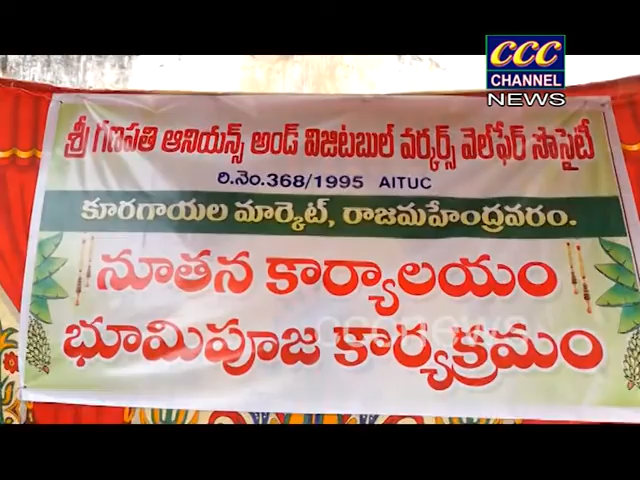 CCC
CHANNEL
NEWS
శ్రీ గణపతి ఆనియన్స్ అండ్ విజిటబుల్ వర్కర్స్ వెల్‌ఫేర్ సొసైటీ
రి.నెం.368/1995 AITUC
కూరగాయల మార్కెట్, రాజమహేంద్రవరం.
నూతన కార్యాలయం
భూమిపూజ కార్యక్రమం
cccnews